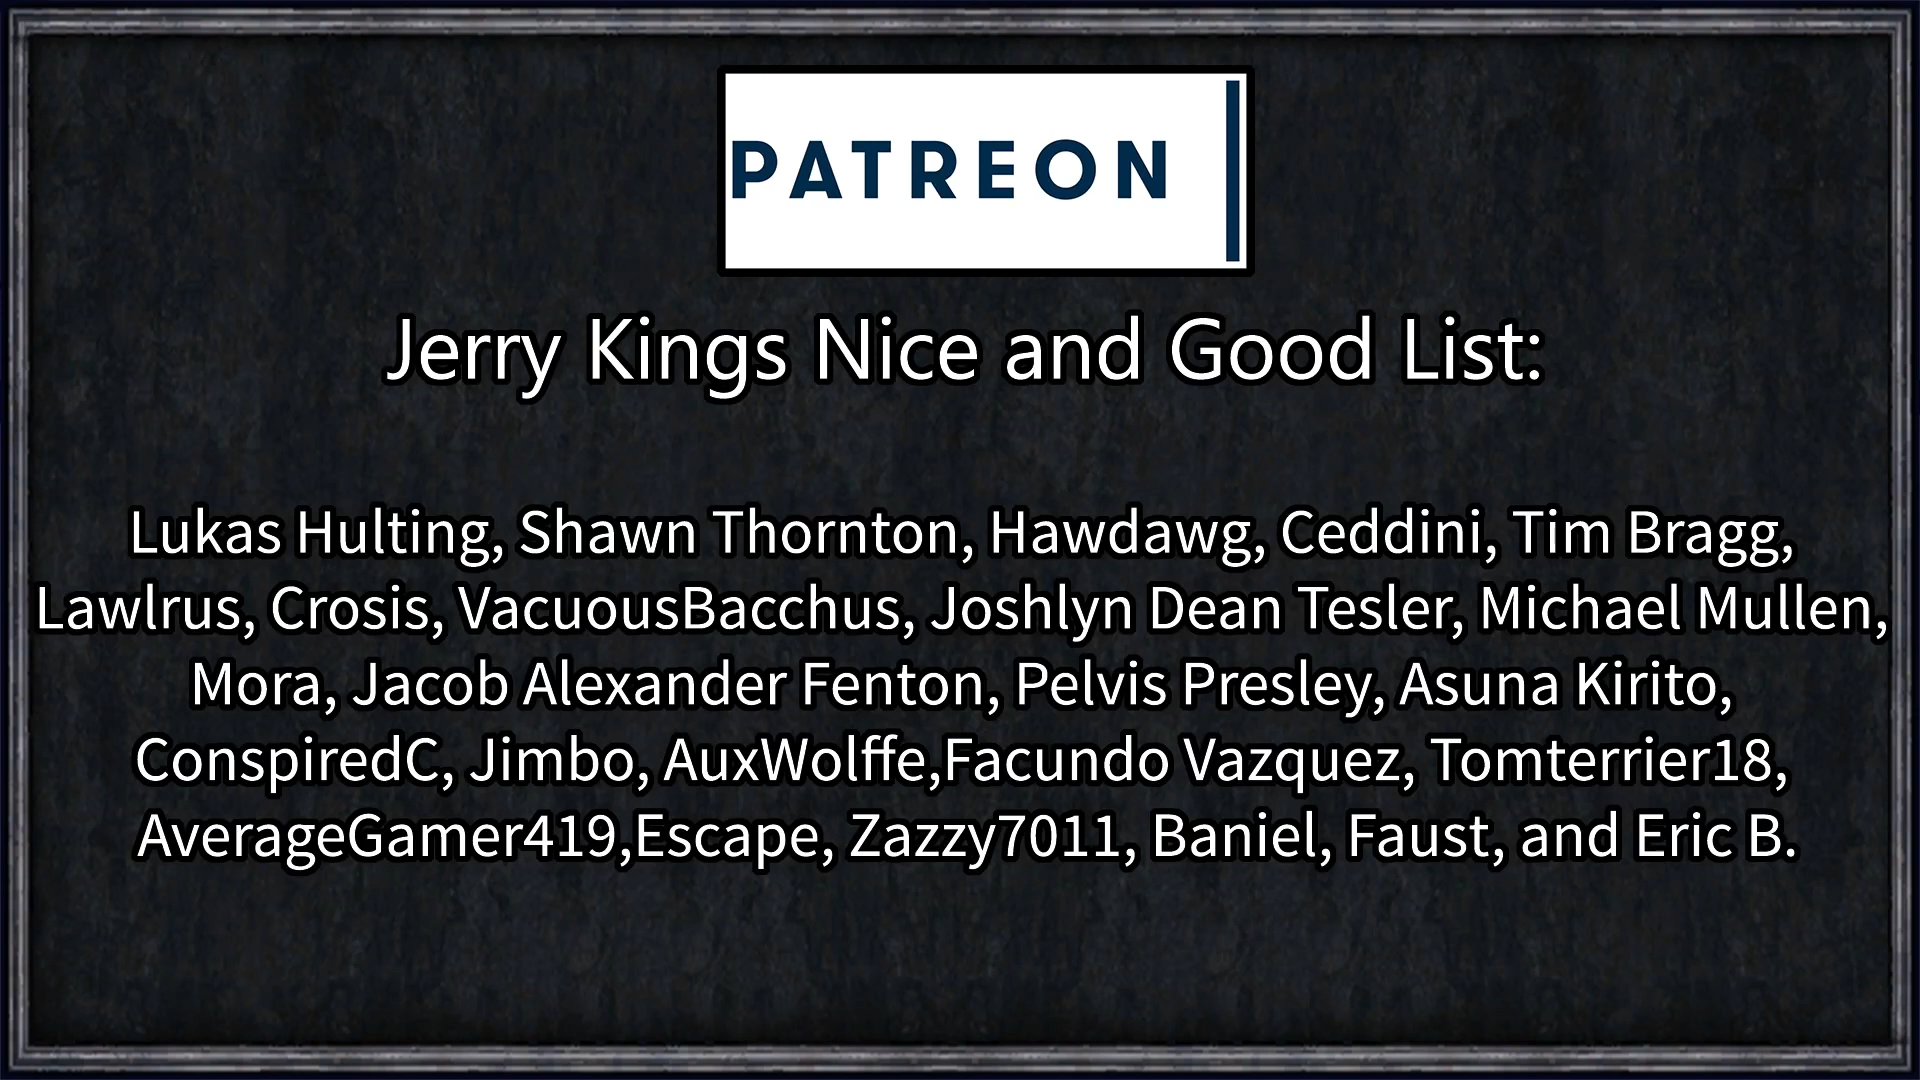 PATREON
Jerry Kings Nice and Good List:
Lukas Hulting, Shawn Thornton, Hawdawg, Ceddini, Tim Bragg,
Lawlrus, Crosis, VacuousBacchus, Joshlyn Dean Tesler, Michael Mullen,
Mora, Jacob Alexander Fenton, Pelvis Presley, Asuna Kirito,
ConspiredC, Jimbo, AuxWolffe,Facundo Vazquez, Tomterrier18,
AverageGamer419,Escape, Zazzy7011, Baniel, Faust, and Eric B.